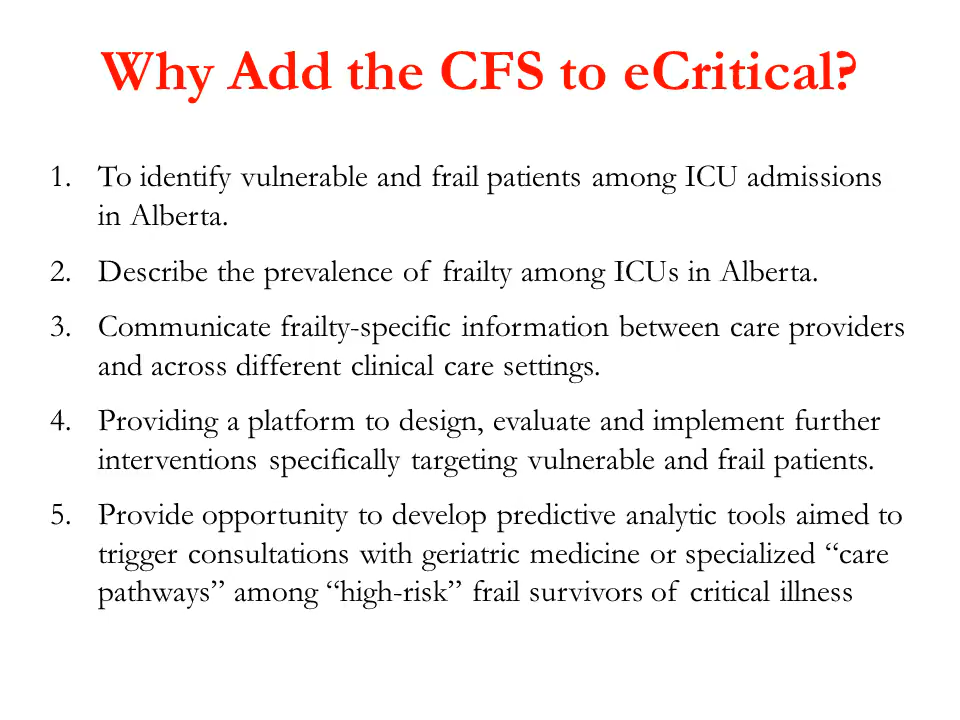 Why Add the CFS to eCritical?
1. To identify vulnerable and frail patients among ICU admissions
in Alberta.
2. Describe the prevalence of frailty among ICUs in Alberta.
3. Communicate frailty-specific information between care providers
and across different clinical care settings.
4. Providing a platform to design, evaluate and implement further
interventions specifically targeting vulnerable and frail patients.
5. Provide opportunity to develop predictive analytic tools aimed to
trigger consultations with geriatric medicine or specialized “care
pathways” among “high-risk” frail survivors of critical illness